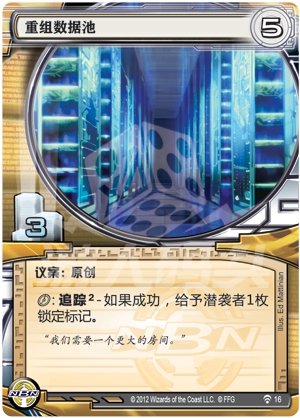 重组数据池
5
3
议案：原创
:追踪²-如果成功，给予潜袭者1枚
锁定标记。
“我们需要一个更大的房间。”
Illus. Ed Mattinian
NBN
NBN
©2012 Wizards of the Coast LLC. © FFG
16